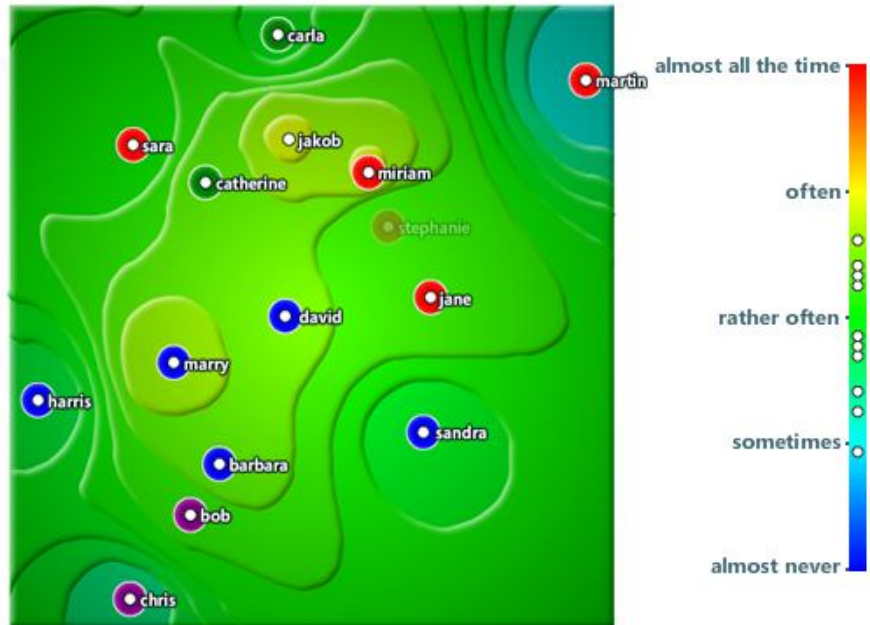 carla
martin
almost all the time
jakob
sara
miriam
catherine
often
stephanie
jane
david
rather often
marry
harris
sandra
sometimes
barbara
bob
almost never
chris